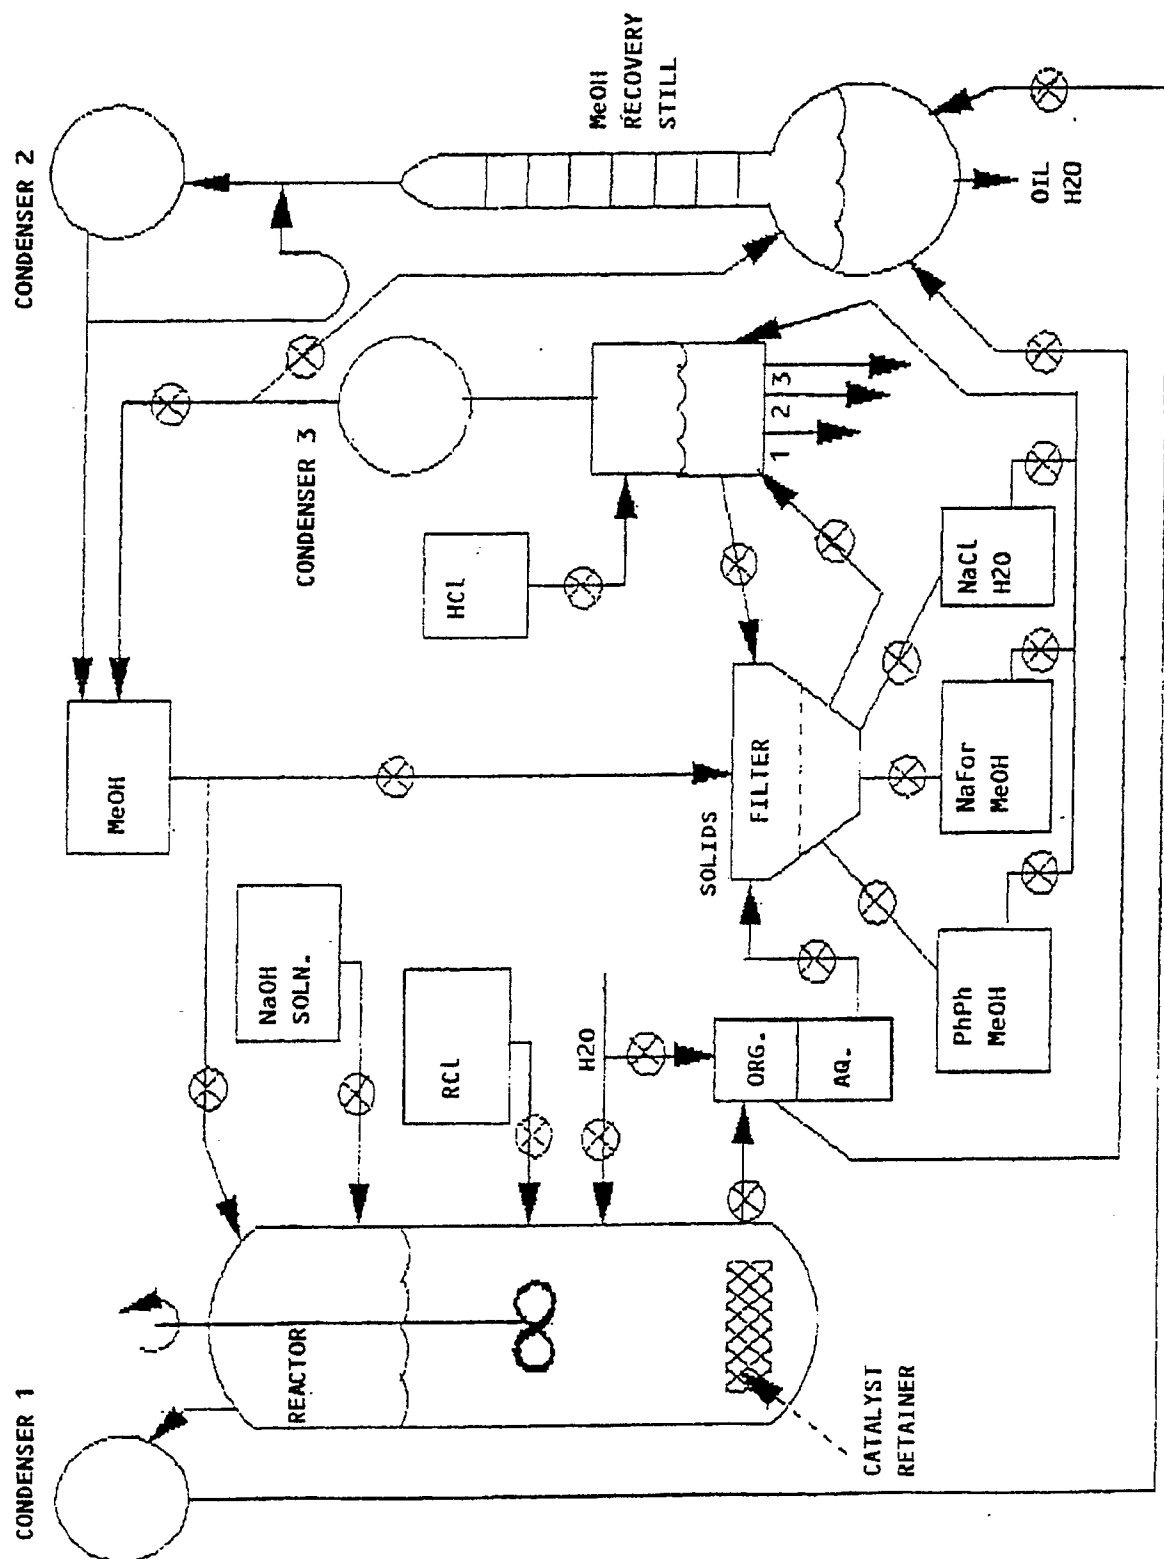 CONDENSER 1
CONDENSER 2
REACTOR
MeOH
NaOH
SOLN.
RCl
H2O
HCl
CONDENSER 3
MeOH
RECOVERY
STILL
OIL
H2O
1
2
3
ORG.
AQ.
SOLIDS
FILTER
PhPh
MeOH
NaFor
MeOH
NaCl
H2O
CATALYST
RETAINER